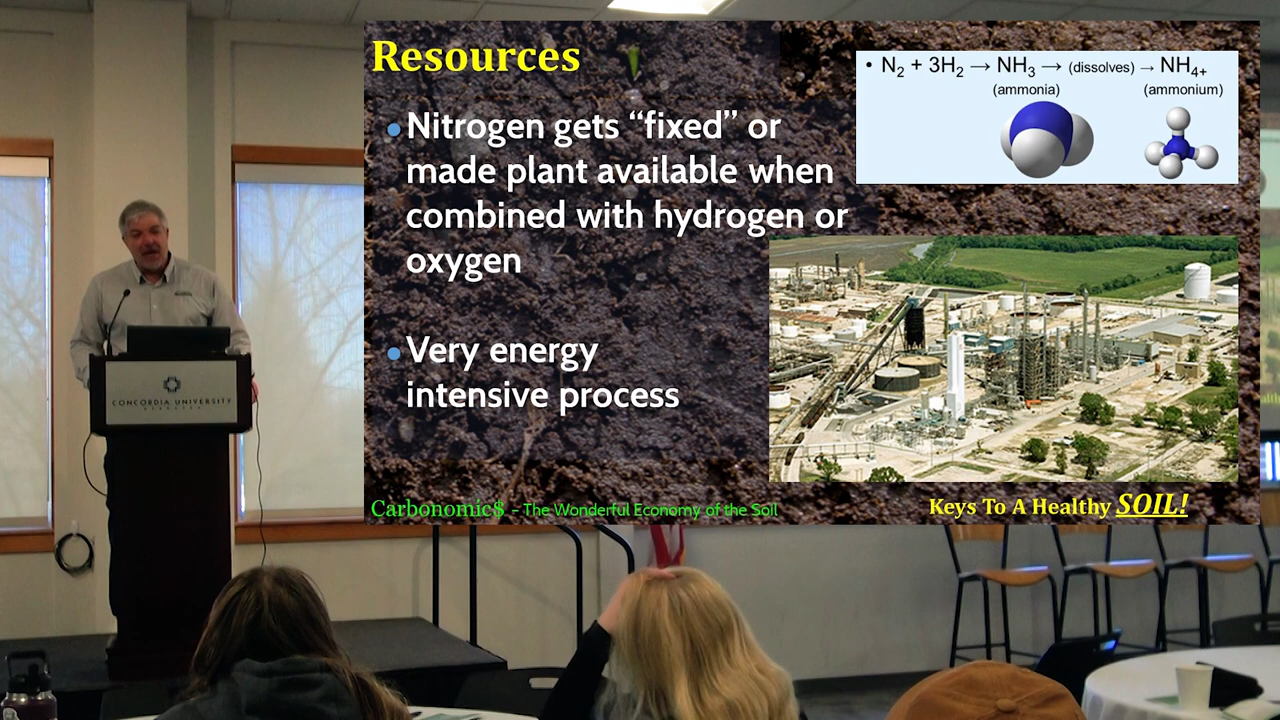 Resources
• N2 + 3H2 → NH3 → (dissolves) → NH4+
(ammonia) (ammonium)
• Nitrogen gets “fixed” or
made plant available when
combined with hydrogen or
oxygen
• Very energy
intensive process
Carbonomic$ - The Wonderful Economy of the Soil
Keys To A Healthy SOIL!
CONCORDIA UNIVERSITY